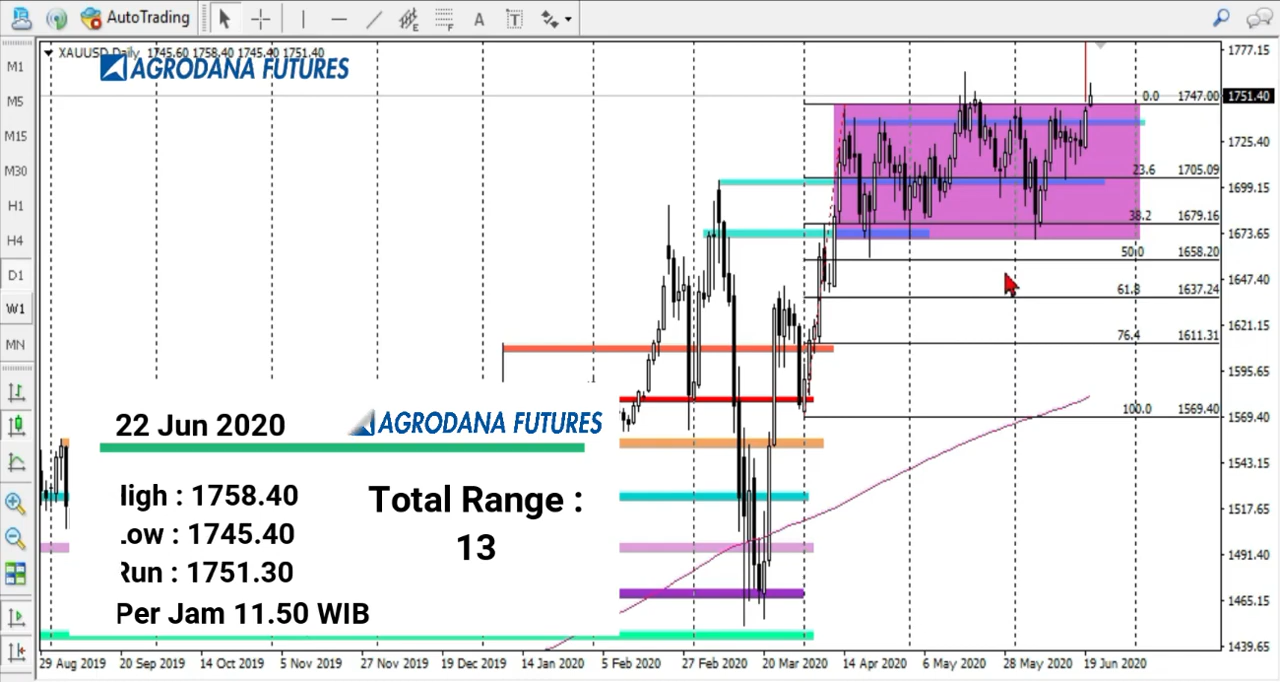 AutoTrading
E
F
A
T
M1
M5
M15
M30
H1
H4
D1
W1
MN
XAUUSD,Daily 1745.60 1758.40 1745.40 1751.40
AGRODANA FUTURES
1777.15
1751.40
1725.40
1699.15
1673.65
1647.40
1621.15
1595.65
1569.40
1543.15
1517.65
1491.40
1465.15
1439.65
0.0 1747.00
23.6 1705.09
38.2 1679.16
50.0 1658.20
61.8 1637.24
76.4 1611.31
100.0 1569.40
22 Jun 2020
AGRODANA FUTURES
High : 1758.40
Low : 1745.40
Run : 1751.30
Per Jam 11.50 WIB
Total Range :
13
29 Aug 2019 20 Sep 2019 14 Oct 2019 5 Nov 2019 27 Nov 2019 19 Dec 2019 14 Jan 2020 5 Feb 2020 27 Feb 2020 20 Mar 2020 14 Apr 2020 6 May 2020 28 May 2020 19 Jun 2020